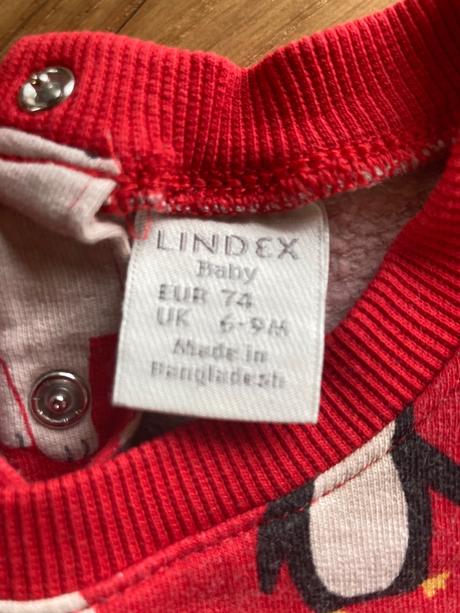 LINDEX
Baby
EUR 74
UK 6-9M
Made in
Bangladesh